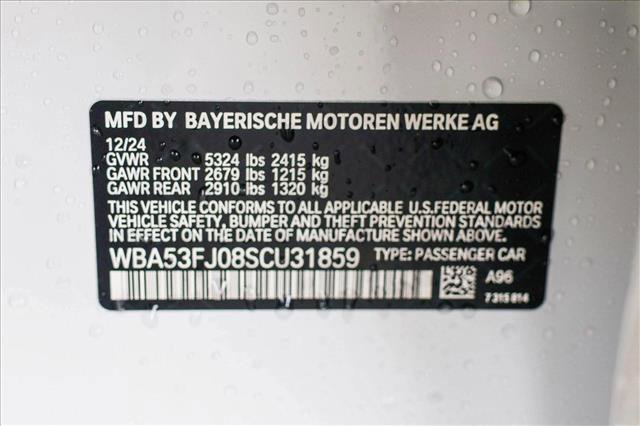 MFD BY BAYERISCHE MOTOREN WERKE AG
12/24
GVWR 5324 lbs 2415 kg
GAWR FRONT 2679 lbs 1215 kg
GAWR REAR 2910 lbs 1320 kg
THIS VEHICLE CONFORMS TO ALL APPLICABLE U.S.FEDERAL MOTOR
VEHICLE SAFETY, BUMPER AND THEFT PREVENTION STANDARDS
IN EFFECT ON THE DATE OF MANUFACTURE SHOWN ABOVE.
WBA53FJ08SCU31859 TYPE: PASSENGER CAR
A96
7 315 814